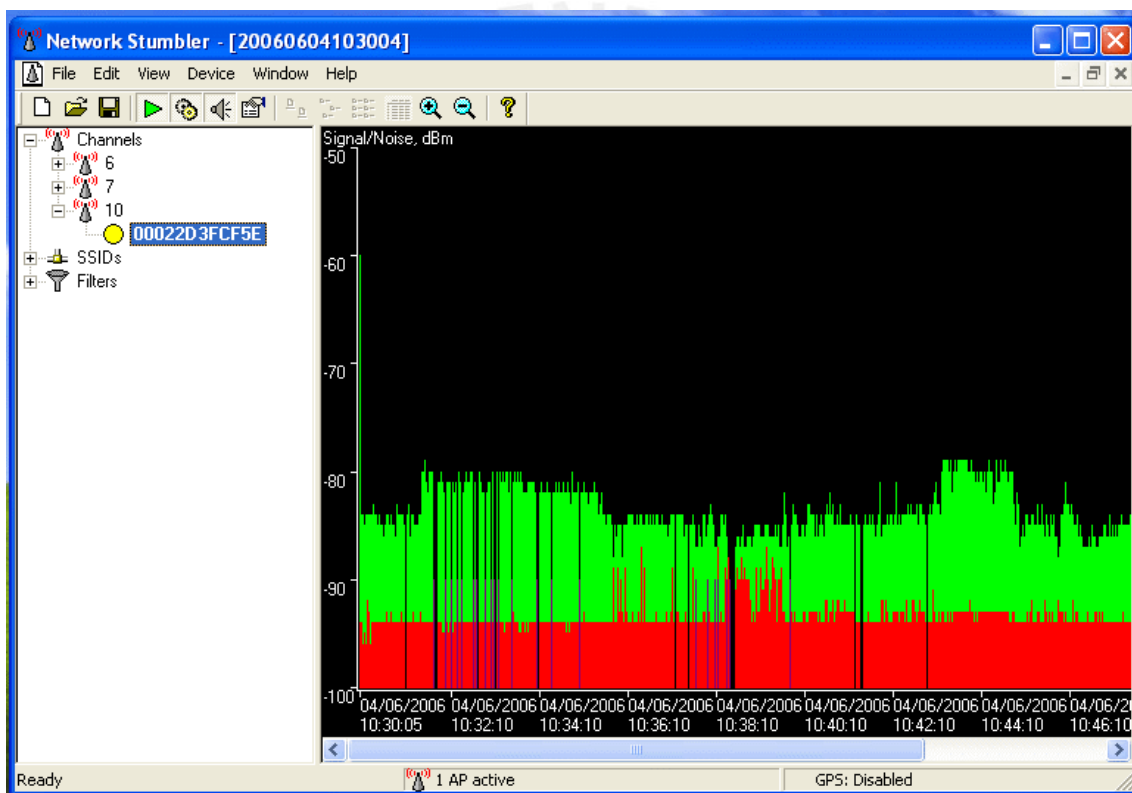 Network Stumbler - [20060604103004]
File Edit View Device Window Help
Channels
6
7
10
00022D3FCF5E
SSIDs
Filters
Signal/Noise, dBm
-50
-60
-70
-80
-90
-100
04/06/2006 04/06/2006 04/06/2006 04/06/2006 04/06/2006 04/06/2006 04/06/2006 04/06/2006 04/06/2
10:30:05 10:32:10 10:34:10 10:36:10 10:38:10 10:40:10 10:42:10 10:44:10 10:46:10
Ready 1 AP active GPS: Disabled